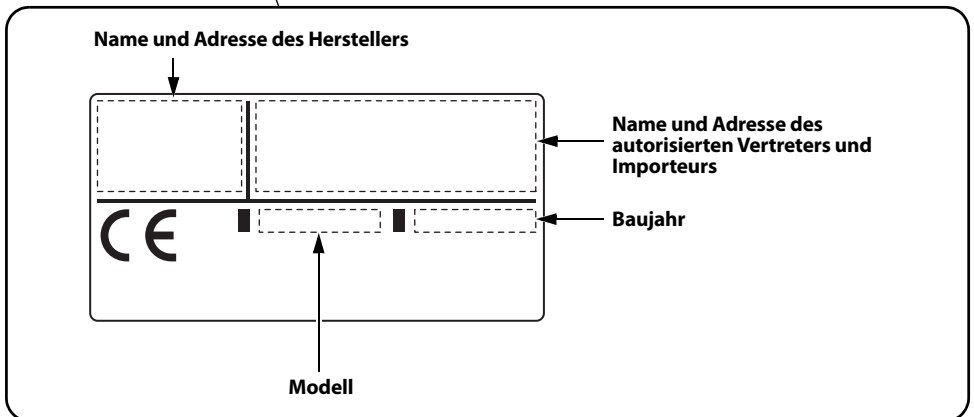 Name und Adresse des Herstellers
Name und Adresse des
autorisierten Vertreters und
Importeurs
CE
Baujahr
Modell